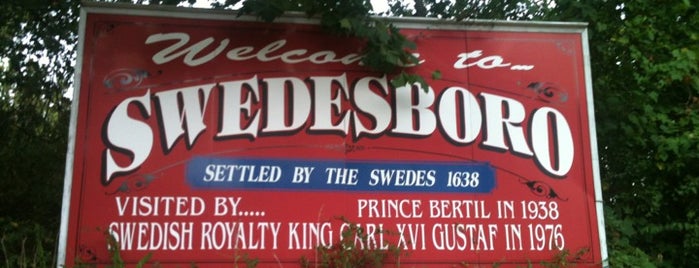 Welcome to...
SWEDESBORO
SETTLED BY THE SWEDES 1638
VISITED BY..... PRINCE BERTIL IN 1938
SWEDISH ROYALTY KING CARL XVI GUSTAF IN 1976